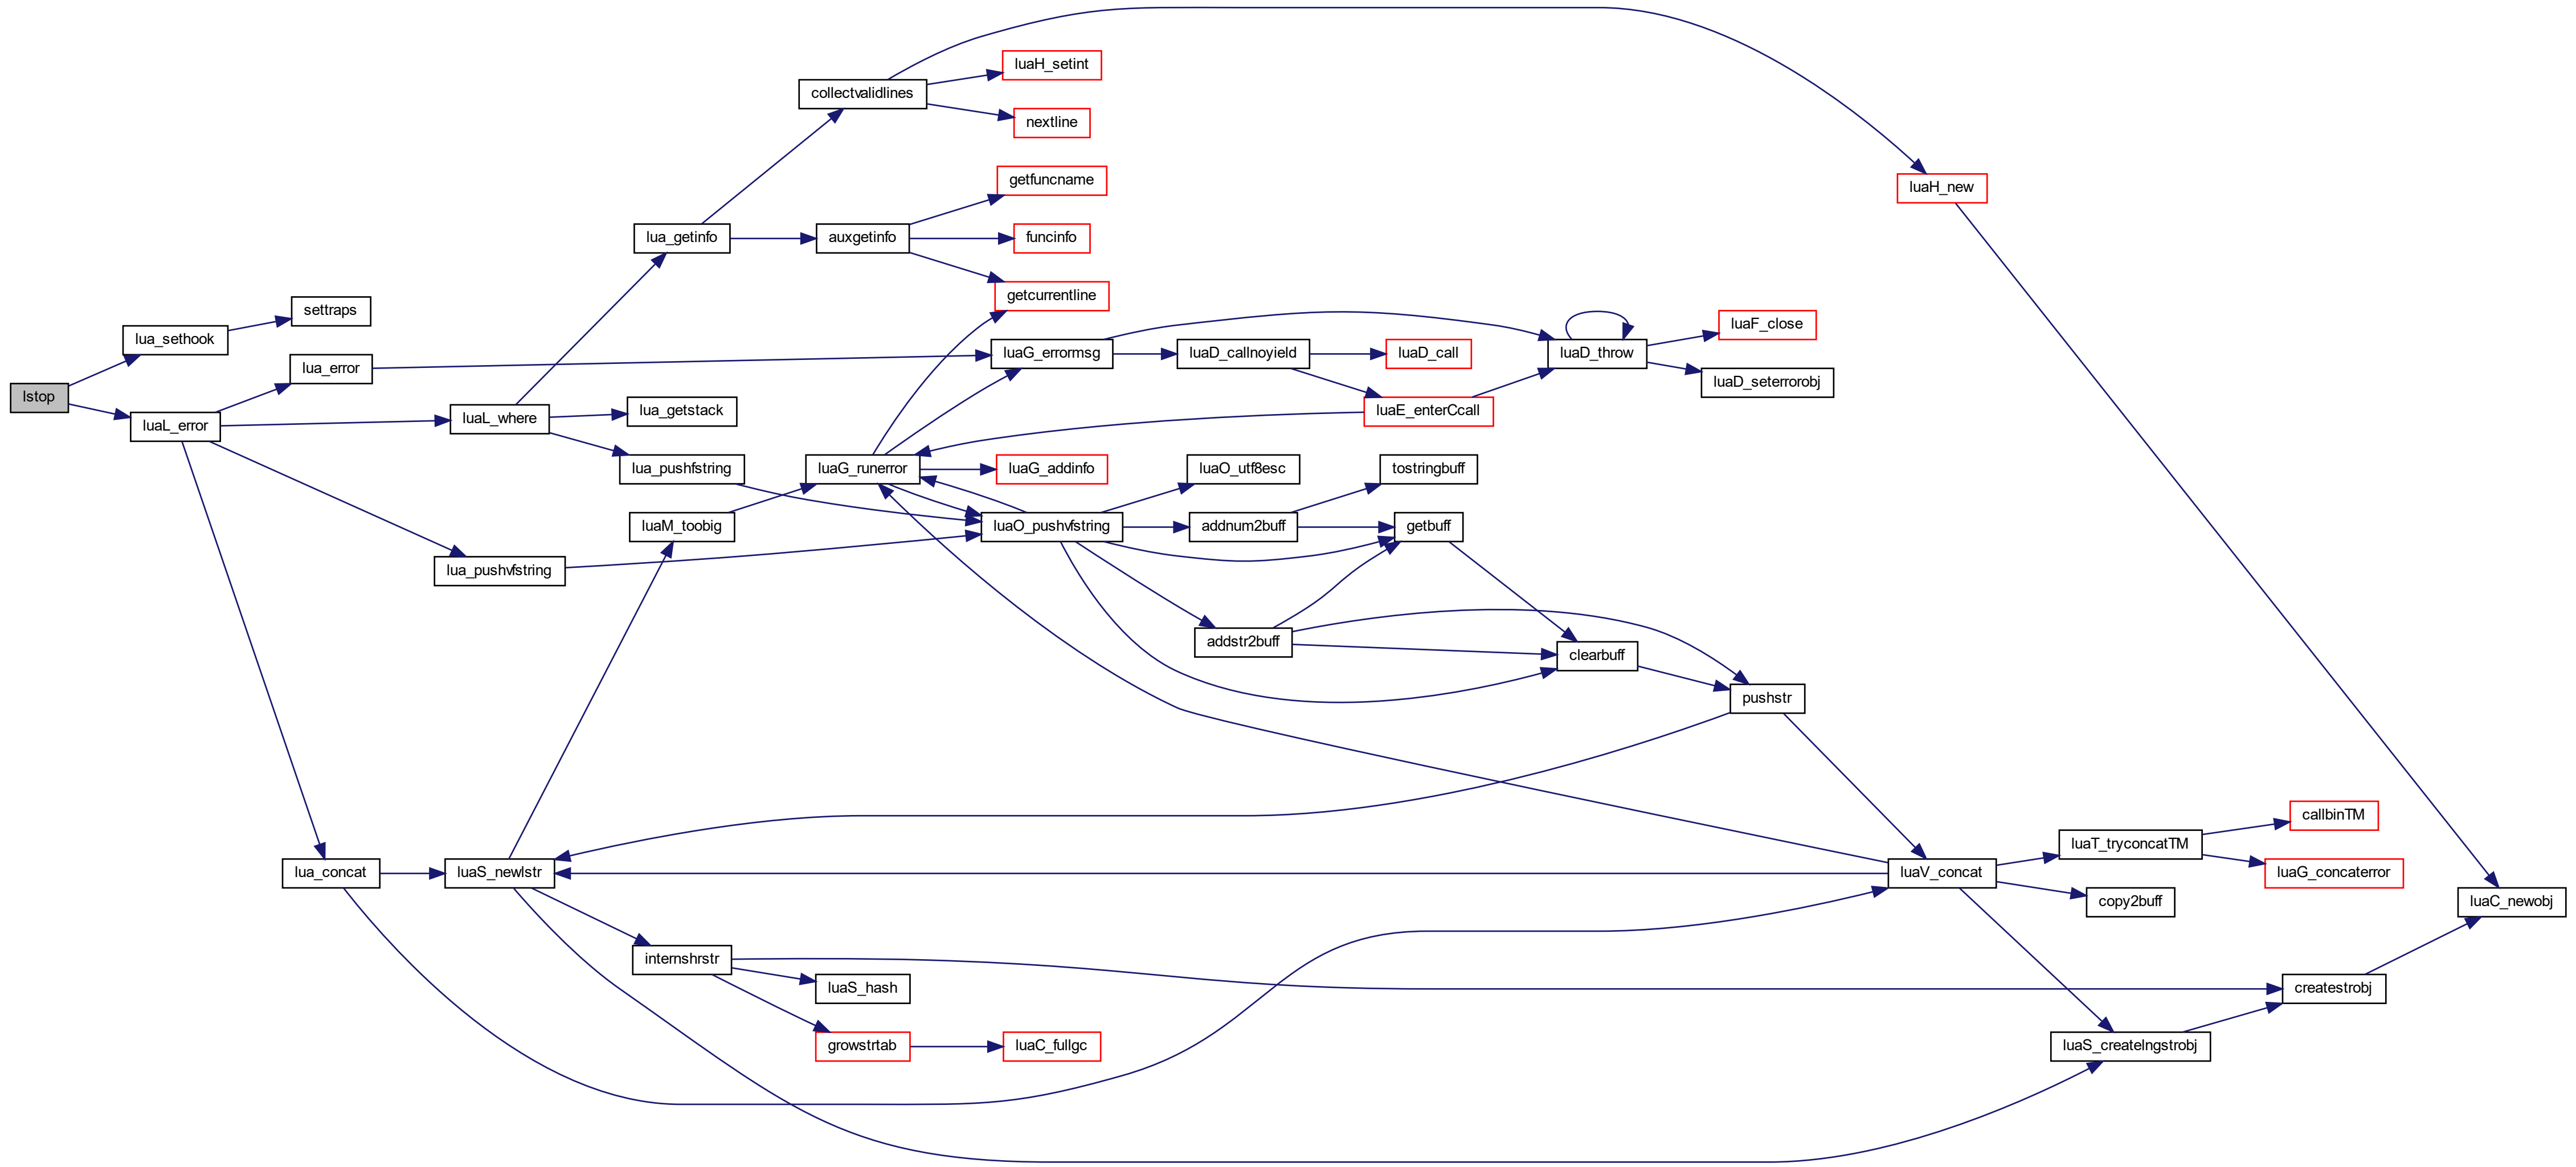 lstop
lua_sethook
settraps
luaL_error
lua_error
luaL_where
lua_getinfo
collectvalidlines
luaH_setint
nextline
luaH_new
auxgetinfo
getfuncname
funcinfo
getcurrentline
lua_getstack
lua_pushfstring
lua_pushvfstring
luaG_errormsg
luaD_callnoyield
luaD_call
luaE_enterCcall
luaD_throw
luaF_close
luaD_seterrorobj
luaG_runerror
luaG_addinfo
luaM_toobig
luaO_pushvfstring
luaO_utf8esc
addnum2buff
tostringbuff
getbuff
addstr2buff
clearbuff
pushstr
lua_concat
luaS_newlstr
internshrstr
luaS_hash
growstrtab
luaC_fullgc
luaV_concat
luaT_tryconcatTM
callbinTM
luaG_concaterror
copy2buff
luaS_createlngstrobj
createstrobj
luaC_newobj